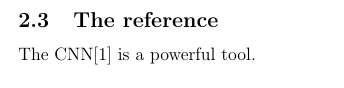 2.3 The reference
The CNN[1] is a powerful tool.